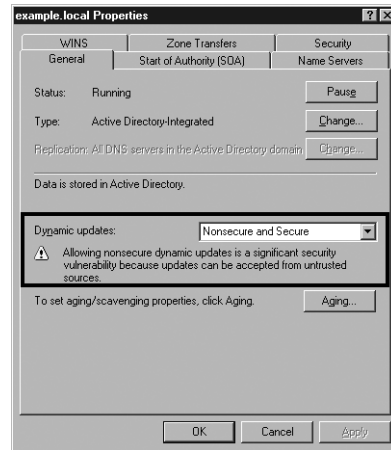 example.local Properties
? X
WINS Zone Transfers Security
General Start of Authority (SOA) Name Servers
Status: Running Pause
Type: Active Directory-Integrated Change...
Replication: All DNS servers in the Active Directory domain Change...
Data is stored in Active Directory.
Dynamic updates: Nonsecure and Secure
Allowing nonsecure dynamic updates is a significant security
vulnerability because updates can be accepted from untrusted
sources.
To set aging/scavenging properties, click Aging. Aging...
OK Cancel Apply